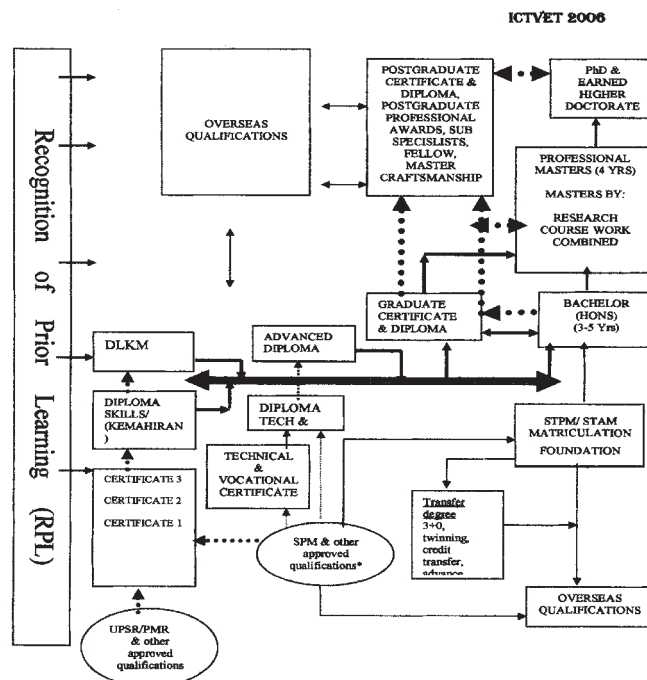 ICTVET 2006
Recognition of Prior Learning (RPL)
OVERSEAS
QUALIFICATIONS
POSTGRADUATE
CERTIFICATE
& DIPLOMA,
POSTGRADUATE
PROFESSIONAL
AWARDS, SUB
SPECISLISTS,
FELLOW,
MASTER
CRAFTSMANSHIP
PhD &
EARNED
HIGHER
DOCTORATE
PROFESSIONAL
MASTERS (4 YRS)
MASTERS BY:
RESEARCH
COURSE WORK
COMBINED
GRADUATE
CERTIFICATE
& DIPLOMA
BACHELOR
(HONS)
(3-5 Yrs)
DLKM
ADVANCED
DIPLOMA
DIPLOMA
SKILLS/
(KEMAHIRAN
)
DIPLOMA
TECH &
STPM/ STAM
MATRICULATION
FOUNDATION
TECHNICAL
&
VOCATIONAL
CERTIFICATE
CERTIFICATE 3
CERTIFICATE 2
CERTIFICATE 1
Transfer
degree
3+0,
twinning,
credit
transfer,
advance
SPM & other
approved
qualifications*
OVERSEAS
QUALIFICATIONS
UPSR/PMR
& other
approved
qualifications